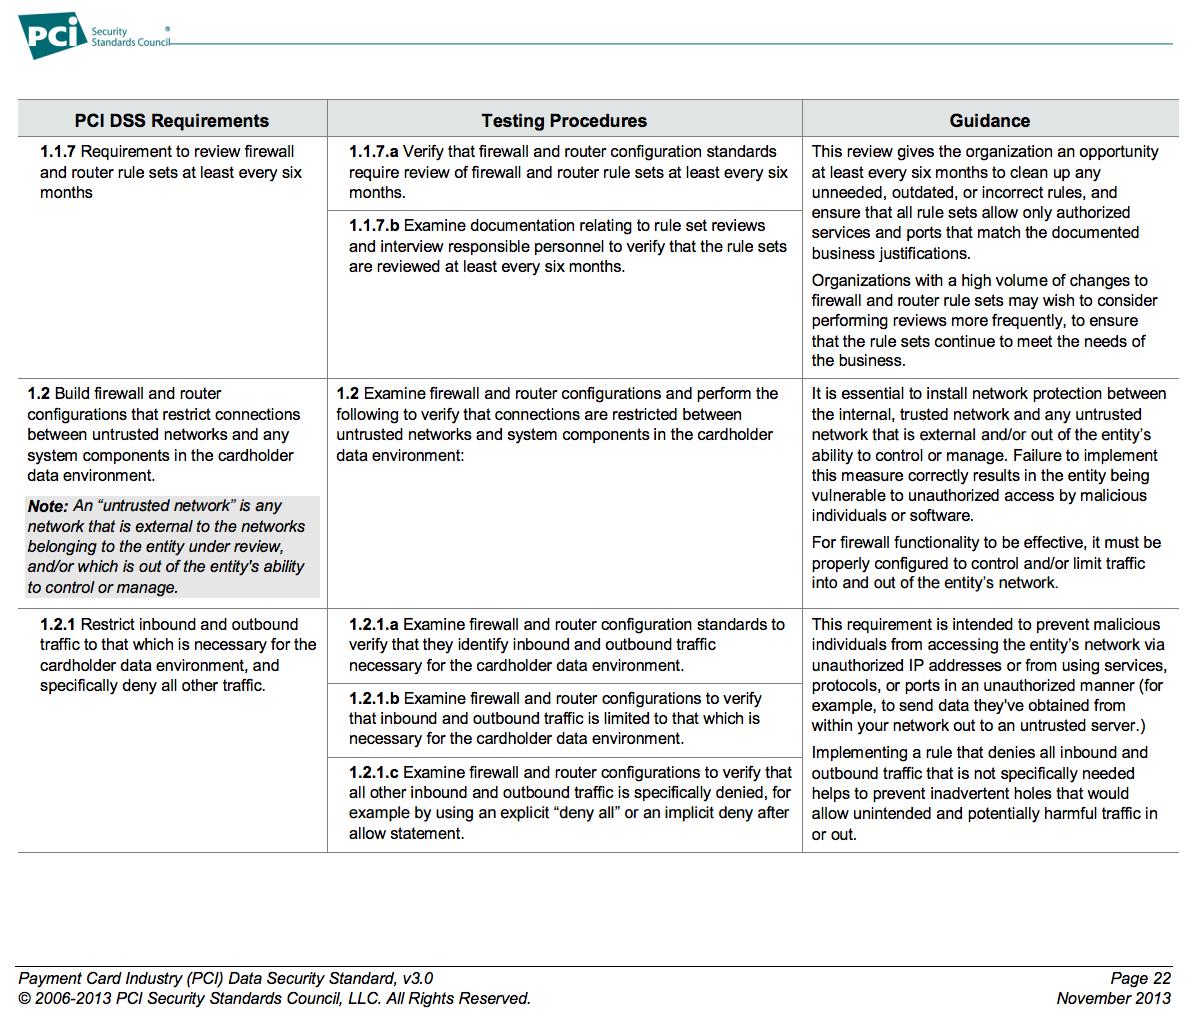 PCi Security ®
Standards Council
PCI DSS Requirements
Testing Procedures
Guidance
1.1.7 Requirement to review firewall
and router rule sets at least every six
months
1.1.7.a Verify that firewall and router configuration standards
require review of firewall and router rule sets at least every six
months.
1.1.7.b Examine documentation relating to rule set reviews
and interview responsible personnel to verify that the rule sets
are reviewed at least every six months.
This review gives the organization an opportunity
at least every six months to clean up any
unneeded, outdated, or incorrect rules, and
ensure that all rule sets allow only authorized
services and ports that match the documented
business justifications.
Organizations with a high volume of changes to
firewall and router rule sets may wish to consider
performing reviews more frequently, to ensure
that the rule sets continue to meet the needs of
the business.
1.2 Build firewall and router
configurations that restrict connections
between untrusted networks and any
system components in the cardholder
data environment.
Note: An “untrusted network” is any
network that is external to the networks
belonging to the entity under review,
and/or which is out of the entity's ability
to control or manage.
1.2 Examine firewall and router configurations and perform the
following to verify that connections are restricted between
untrusted networks and system components in the cardholder
data environment:
It is essential to install network protection between
the internal, trusted network and any untrusted
network that is external and/or out of the entity’s
ability to control or manage. Failure to implement
this measure correctly results in the entity being
vulnerable to unauthorized access by malicious
individuals or software.
For firewall functionality to be effective, it must be
properly configured to control and/or limit traffic
into and out of the entity’s network.
1.2.1 Restrict inbound and outbound
traffic to that which is necessary for the
cardholder data environment, and
specifically deny all other traffic.
1.2.1.a Examine firewall and router configuration standards to
verify that they identify inbound and outbound traffic
necessary for the cardholder data environment.
1.2.1.b Examine firewall and router configurations to verify
that inbound and outbound traffic is limited to that which is
necessary for the cardholder data environment.
1.2.1.c Examine firewall and router configurations to verify that
all other inbound and outbound traffic is specifically denied, for
example by using an explicit “deny all” or an implicit deny after
allow statement.
This requirement is intended to prevent malicious
individuals from accessing the entity’s network via
unauthorized IP addresses or from using services,
protocols, or ports in an unauthorized manner (for
example, to send data they've obtained from
within your network out to an untrusted server.)
Implementing a rule that denies all inbound and
outbound traffic that is not specifically needed
helps to prevent inadvertent holes that would
allow unintended and potentially harmful traffic in
or out.
Payment Card Industry (PCI) Data Security Standard, v3.0
Page 22
© 2006-2013 PCI Security Standards Council, LLC. All Rights Reserved.
November 2013